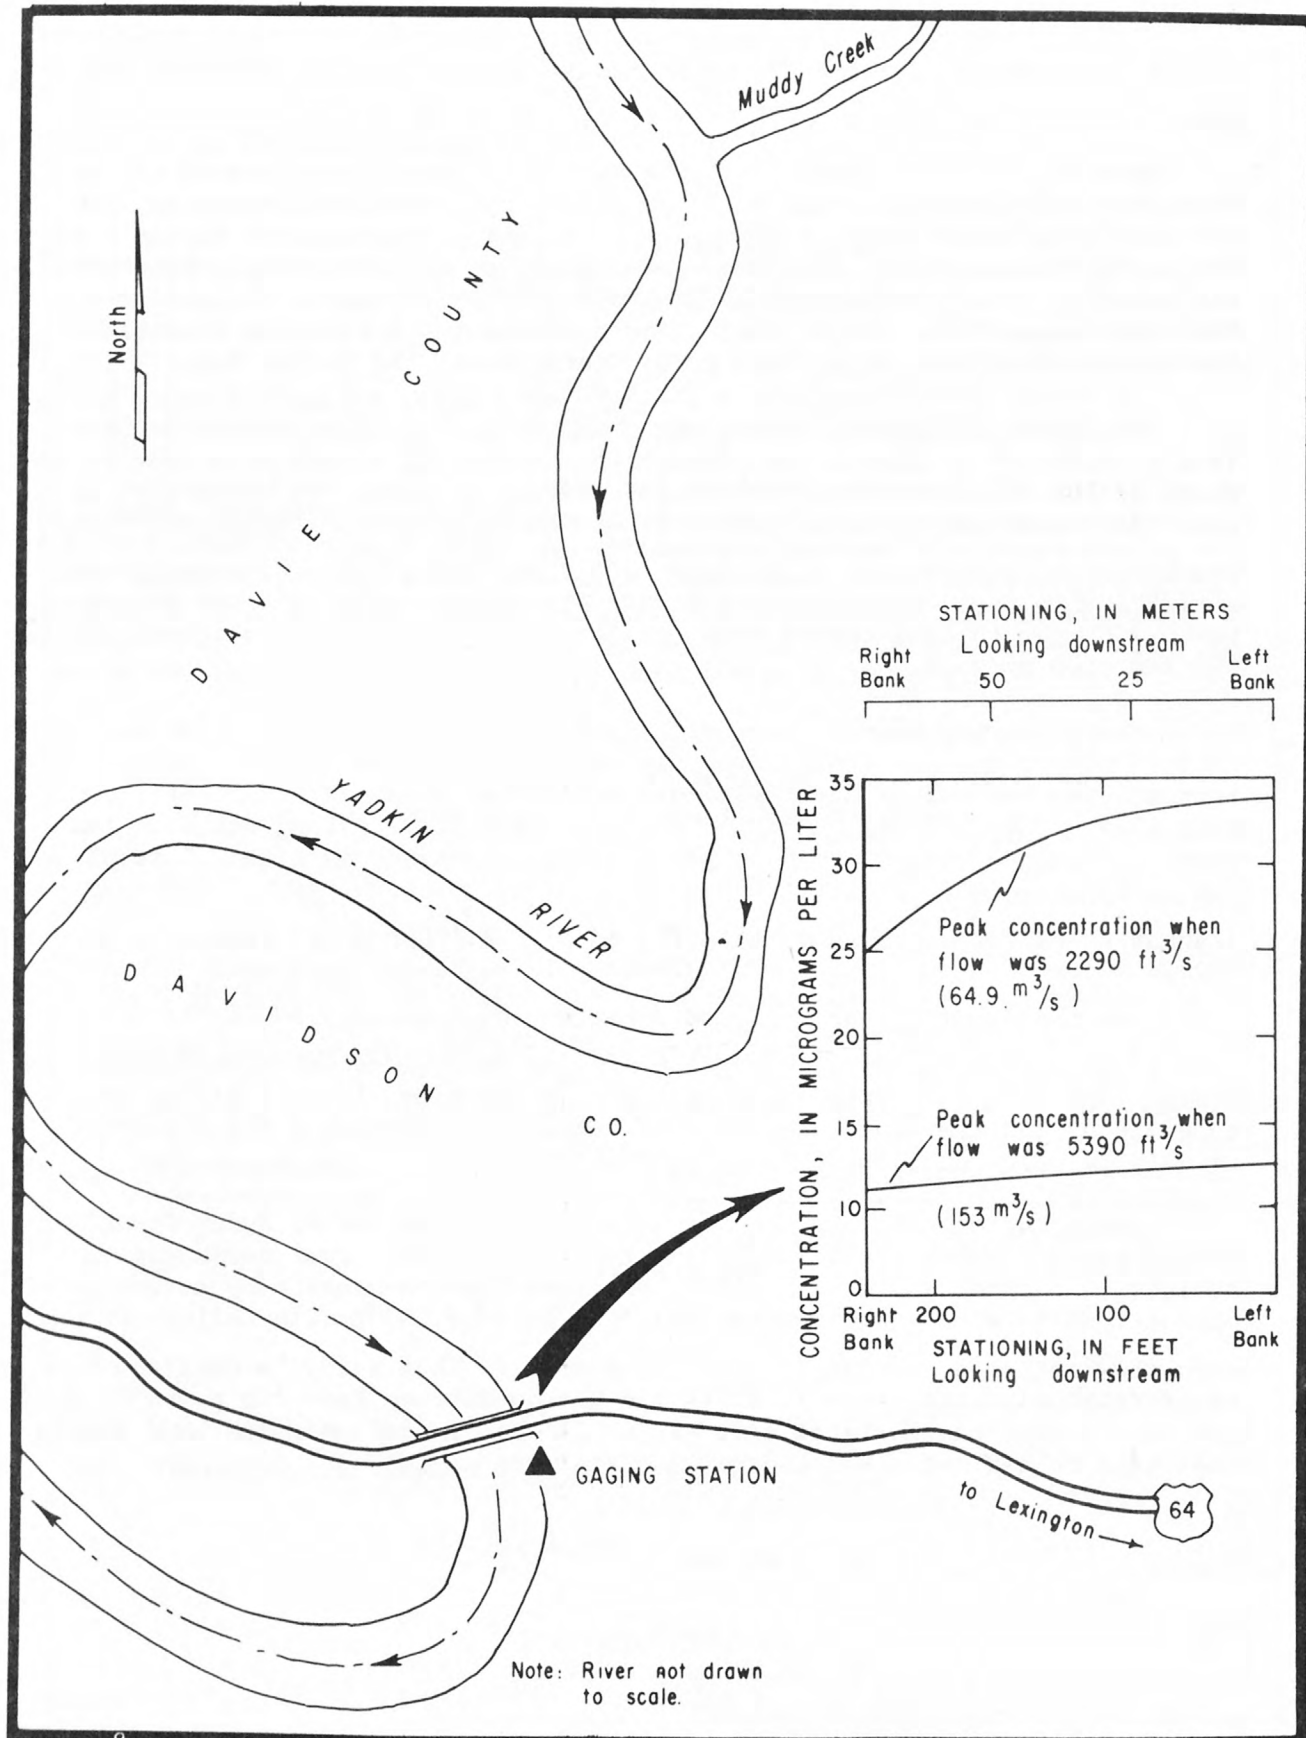 Muddy Creek
North
DAVIE COUNTY
YADKIN RIVER
DAVIDSON CO.
STATIONING, IN METERS
Looking downstream
Right Bank
50
25
Left Bank
CONCENTRATION, IN MICROGRAMS PER LITER
35
30
25
20
15
10
0
Peak concentration when
flow was 2290 ft³/s
(64.9 m³/s)
Peak concentration when
flow was 5390 ft³/s
(153 m³/s)
Right Bank
200
100
Left Bank
STATIONING, IN FEET
Looking downstream
GAGING STATION
to Lexington
64
Note: River not drawn
to scale.